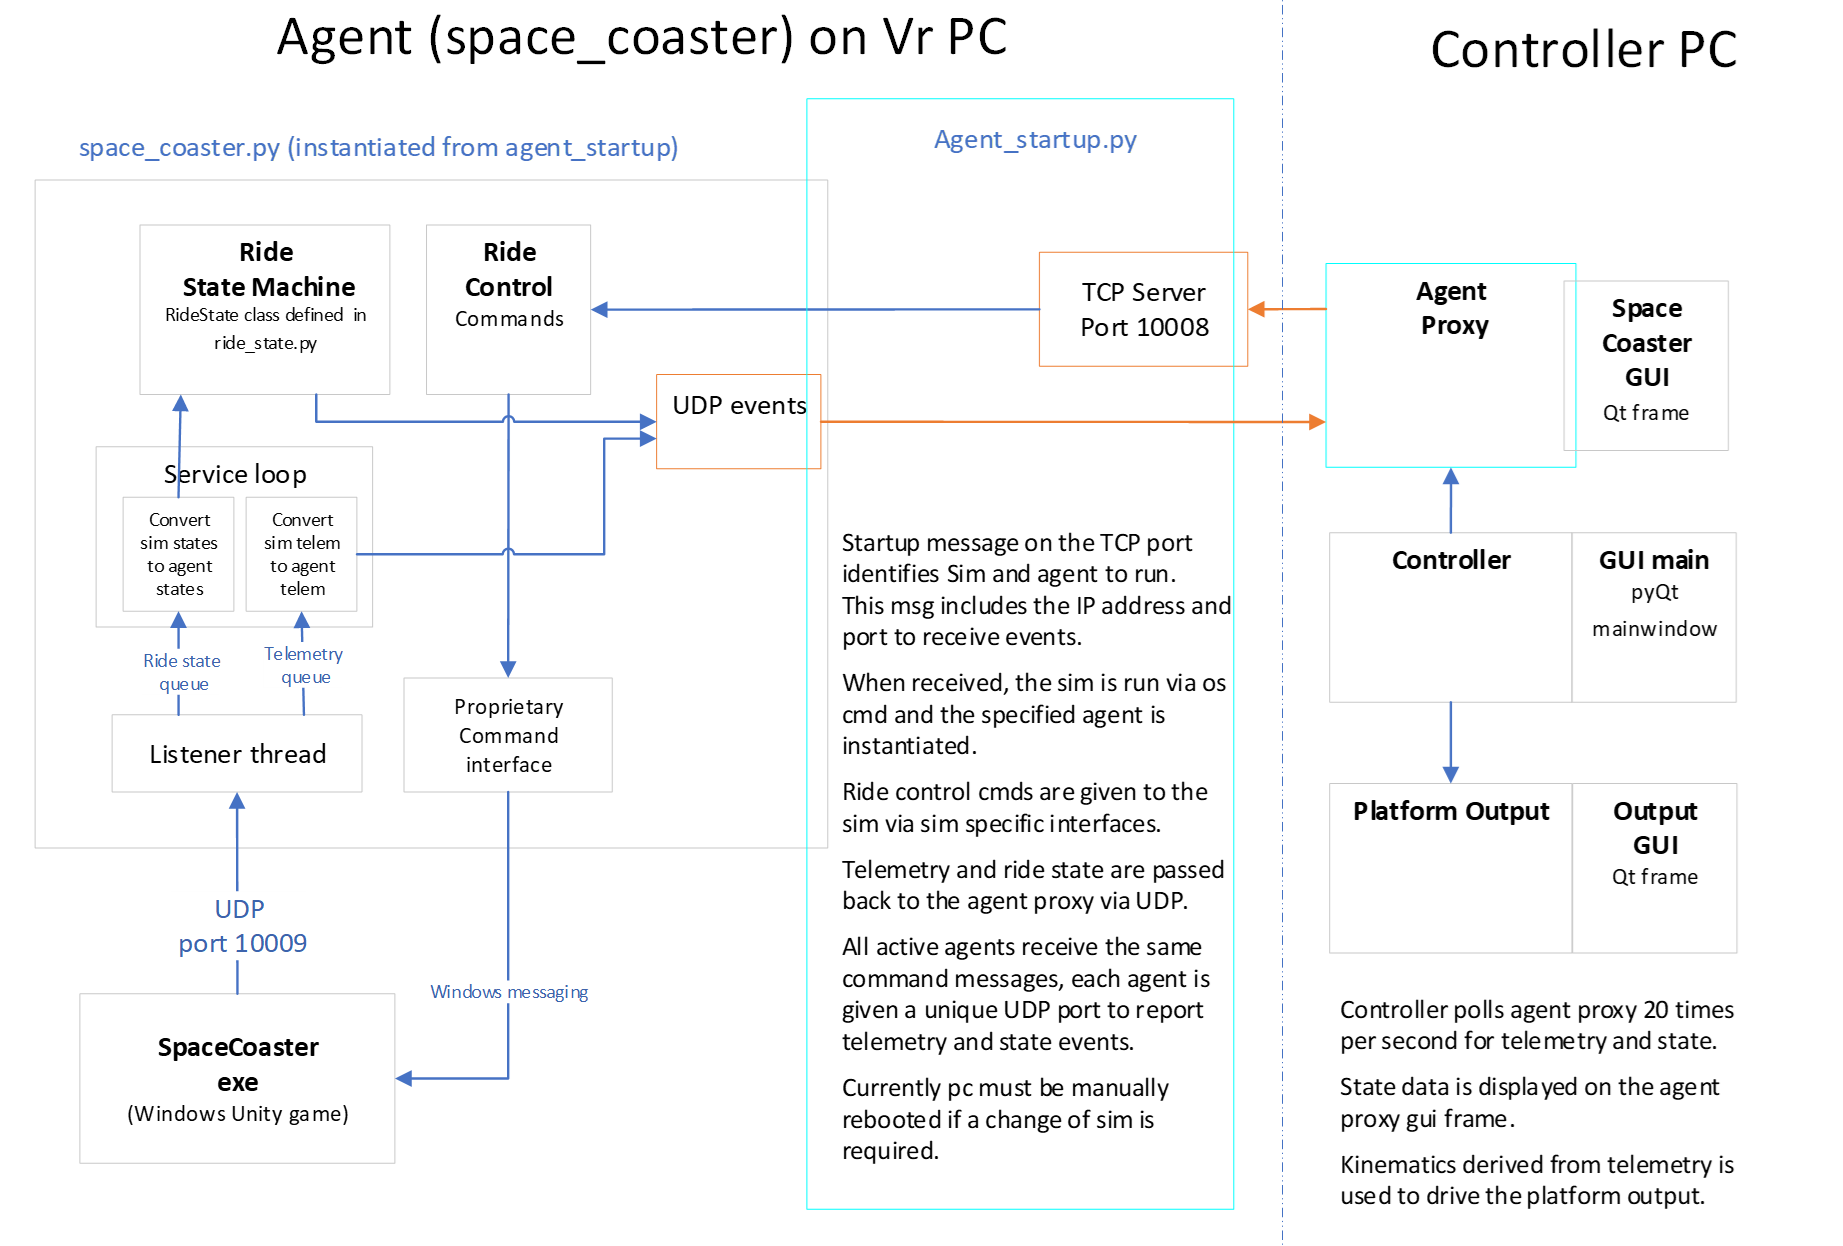 Agent (space_coaster) on Vr PC
Controller PC
space_coaster.py (instantiated from agent_startup)
Agent_startup.py
Ride
State Machine
RideState class defined in
ride_state.py
Ride
Control
Commands
TCP Server
Port 10008
Agent
Proxy
Space
Coaster
GUI
Qt frame
UDP events
Service loop
Convert
sim states
to agent
states
Convert
sim telem
to agent
telem
Ride state
queue
Telemetry
queue
Listener thread
Proprietary
Command
interface
UDP
port 10009
Windows messaging
SpaceCoaster
exe
(Windows Unity game)
Startup message on the TCP port
identifies Sim and agent to run.
This msg includes the IP address and
port to receive events.
When received, the sim is run via os
cmd and the specified agent is
instantiated.
Ride control cmds are given to the
sim via sim specific interfaces.
Telemetry and ride state are passed
back to the agent proxy via UDP.
All active agents receive the same
command messages, each agent is
given a unique UDP port to report
telemetry and state events.
Currently pc must be manually
rebooted if a change of sim is
required.
Controller
GUI main
pyQt
mainwindow
Platform Output
Output
GUI
Qt frame
Controller polls agent proxy 20 times
per second for telemetry and state.
State data is displayed on the agent
proxy gui frame.
Kinematics derived from telemetry is
used to drive the platform output.